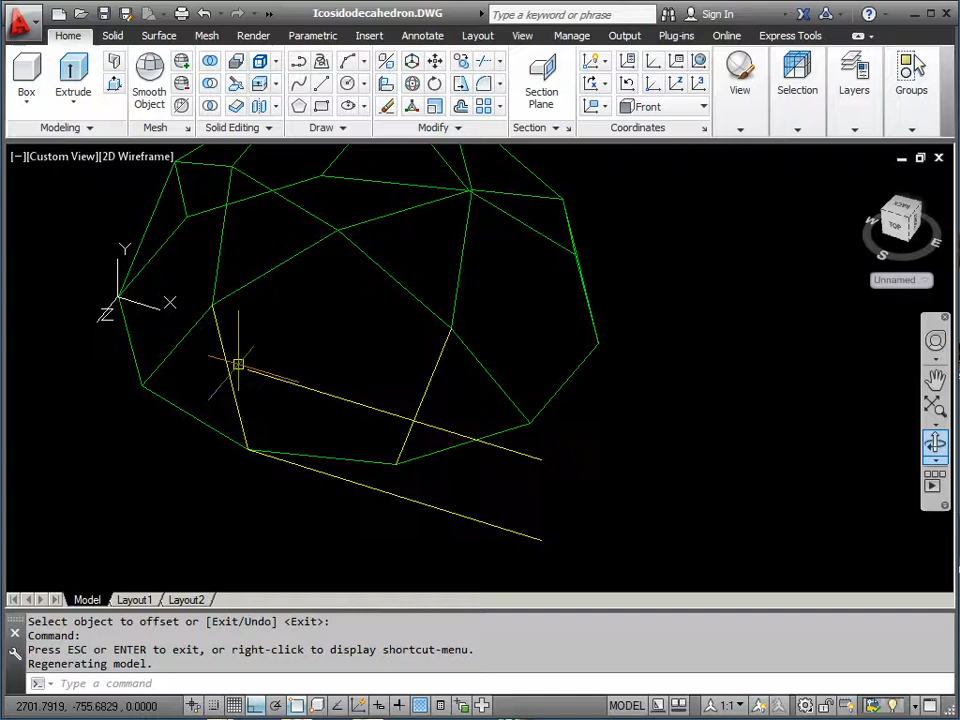 Icosidodecahedron.DWG
Type a keyword or phrase
Sign In
Home Solid Surface Mesh Render Parametric Insert Annotate Layout View Manage Output Plug-ins Online Express Tools
Box Extrude Smooth Object Section Plane Front View Selection Layers Groups
Modeling Mesh Solid Editing Draw Modify Section Coordinates
[−][Custom View][2D Wireframe]
BACK
W TOP E
S
Unnamed
Y
X
Z
Model Layout1 Layout2
Select object to offset or [Exit/Undo] <Exit>:
Command:
Press ESC or ENTER to exit, or right-click to display shortcut-menu.
Regenerating model.
Type a command
2701.7919, -755.6829, 0.0000 MODEL 1:1